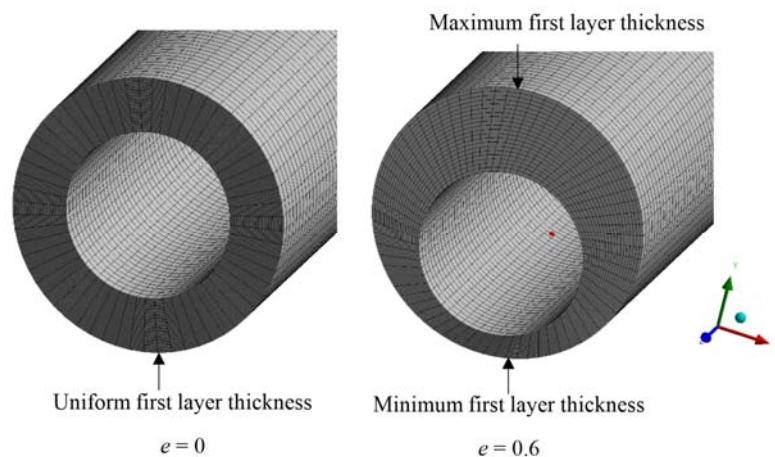 Maximum first layer thickness
Uniform first layer thickness
Minimum first layer thickness
e = 0
e = 0.6